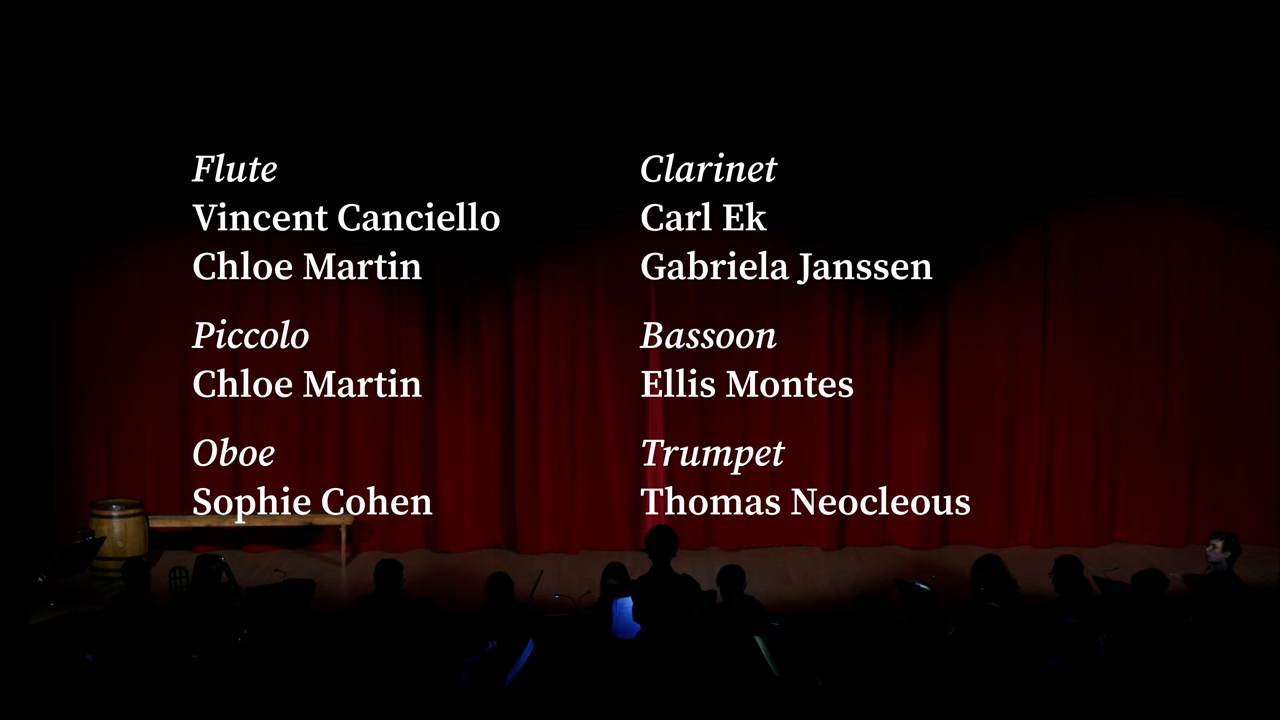 Flute
Vincent Canciello
Chloe Martin
Piccolo
Chloe Martin
Oboe
Sophie Cohen
Clarinet
Carl Ek
Gabriela Janssen
Bassoon
Ellis Montes
Trumpet
Thomas Neocleous